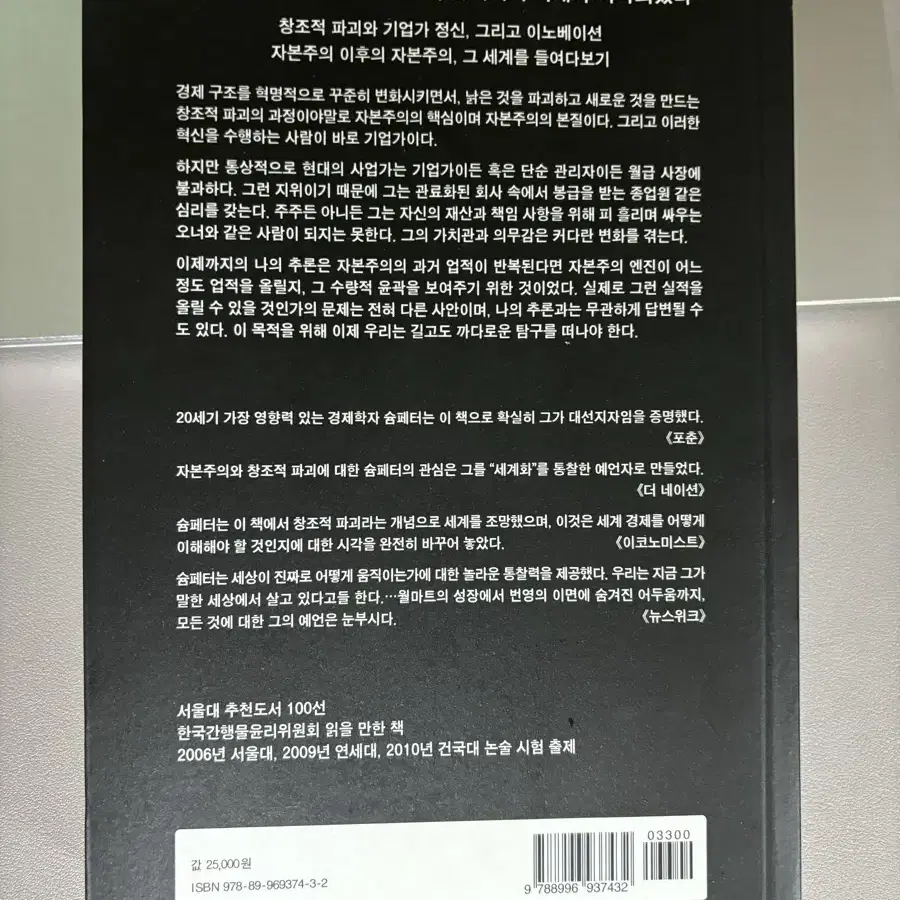 창조적 파괴와 기업가 정신, 그리고 이노베이션
자본주의 이후의 자본주의, 그 세계를 들여다보기
경제 구조를 혁명적으로 꾸준히 변화시키면서, 낡은 것을 파괴하고 새로운 것을 만드는
창조적 파괴의 과정이야말로 자본주의의 핵심이며 자본주의의 본질이다. 그리고 이러한
혁신을 수행하는 사람이 바로 기업가이다.
하지만 통상적으로 현대의 사업가는 기업가이든 혹은 단순 관리자이든 월급 사장에
불과하다. 그런 지위이기 때문에 그는 관료화된 회사 속에서 봉급을 받는 종업원 같은
심리를 갖는다. 주주든 아니든 그는 자신의 재산과 책임 사항을 위해 피 흘리며 싸우는
오너와 같은 사람이 되지는 못한다. 그의 가치관과 의무감은 커다란 변화를 겪는다.
이제까지의 나의 추론은 자본주의의 과거 업적이 반복된다면 자본주의 엔진이 어느
정도 업적을 올릴지, 그 수량적 윤곽을 보여주기 위한 것이었다. 실제로 그런 실적을
올릴 수 있을 것인가의 문제는 전혀 다른 사안이며, 나의 추론과는 무관하게 답변될 수
도 있다. 이 목적을 위해 이제 우리는 길고도 까다로운 탐구를 떠나야 한다.
20세기 가장 영향력 있는 경제학자 슘페터는 이 책으로 확실히 그가 대선지자임을 증명했다.
《포춘》
자본주의와 창조적 파괴에 대한 슘페터의 관심은 그를 “세계화”를 통찰한 예언자로 만들었다.
《더 네이션》
슘페터는 이 책에서 창조적 파괴라는 개념으로 세계를 조망했으며, 이것은 세계 경제를 어떻게
이해해야 할 것인지에 대한 시각을 완전히 바꾸어 놓았다. 《이코노미스트》
슘페터는 세상이 진짜로 어떻게 움직이는가에 대한 놀라운 통찰력을 제공했다. 우리는 지금 그가
말한 세상에서 살고 있다고들 한다.…월마트의 성장에서 번영의 이면에 숨겨진 어두움까지,
모든 것에 대한 그의 예언은 눈부시다. 《뉴스위크》
서울대 추천도서 100선
한국간행물윤리위원회 읽을 만한 책
2006년 서울대, 2009년 연세대, 2010년 건국대 논술 시험 출제
03300
값 25,000원
ISBN 978-89-969374-3-2
9 788996 937432